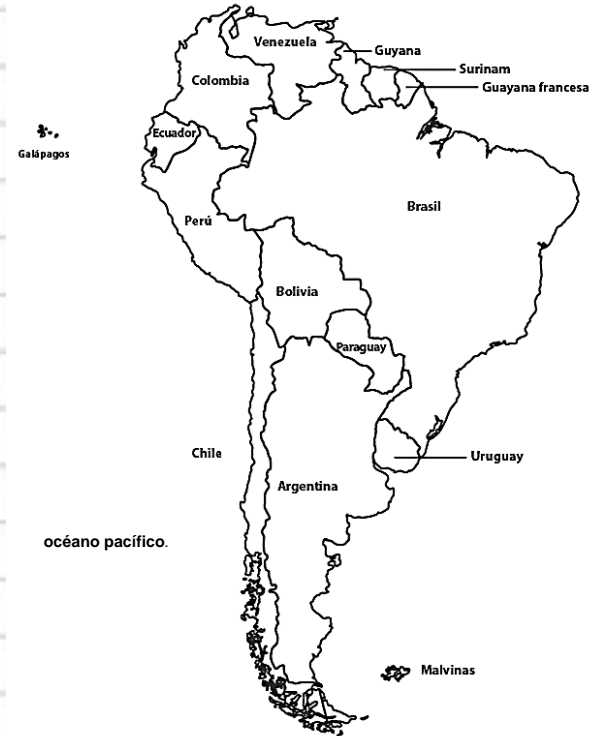 Venezuela
Guyana
Surinam
Guayana francesa
Colombia
Ecuador
Galápagos
Perú
Brasil
Bolivia
Paraguay
Chile
Uruguay
Argentina
océano pacífico.
Malvinas